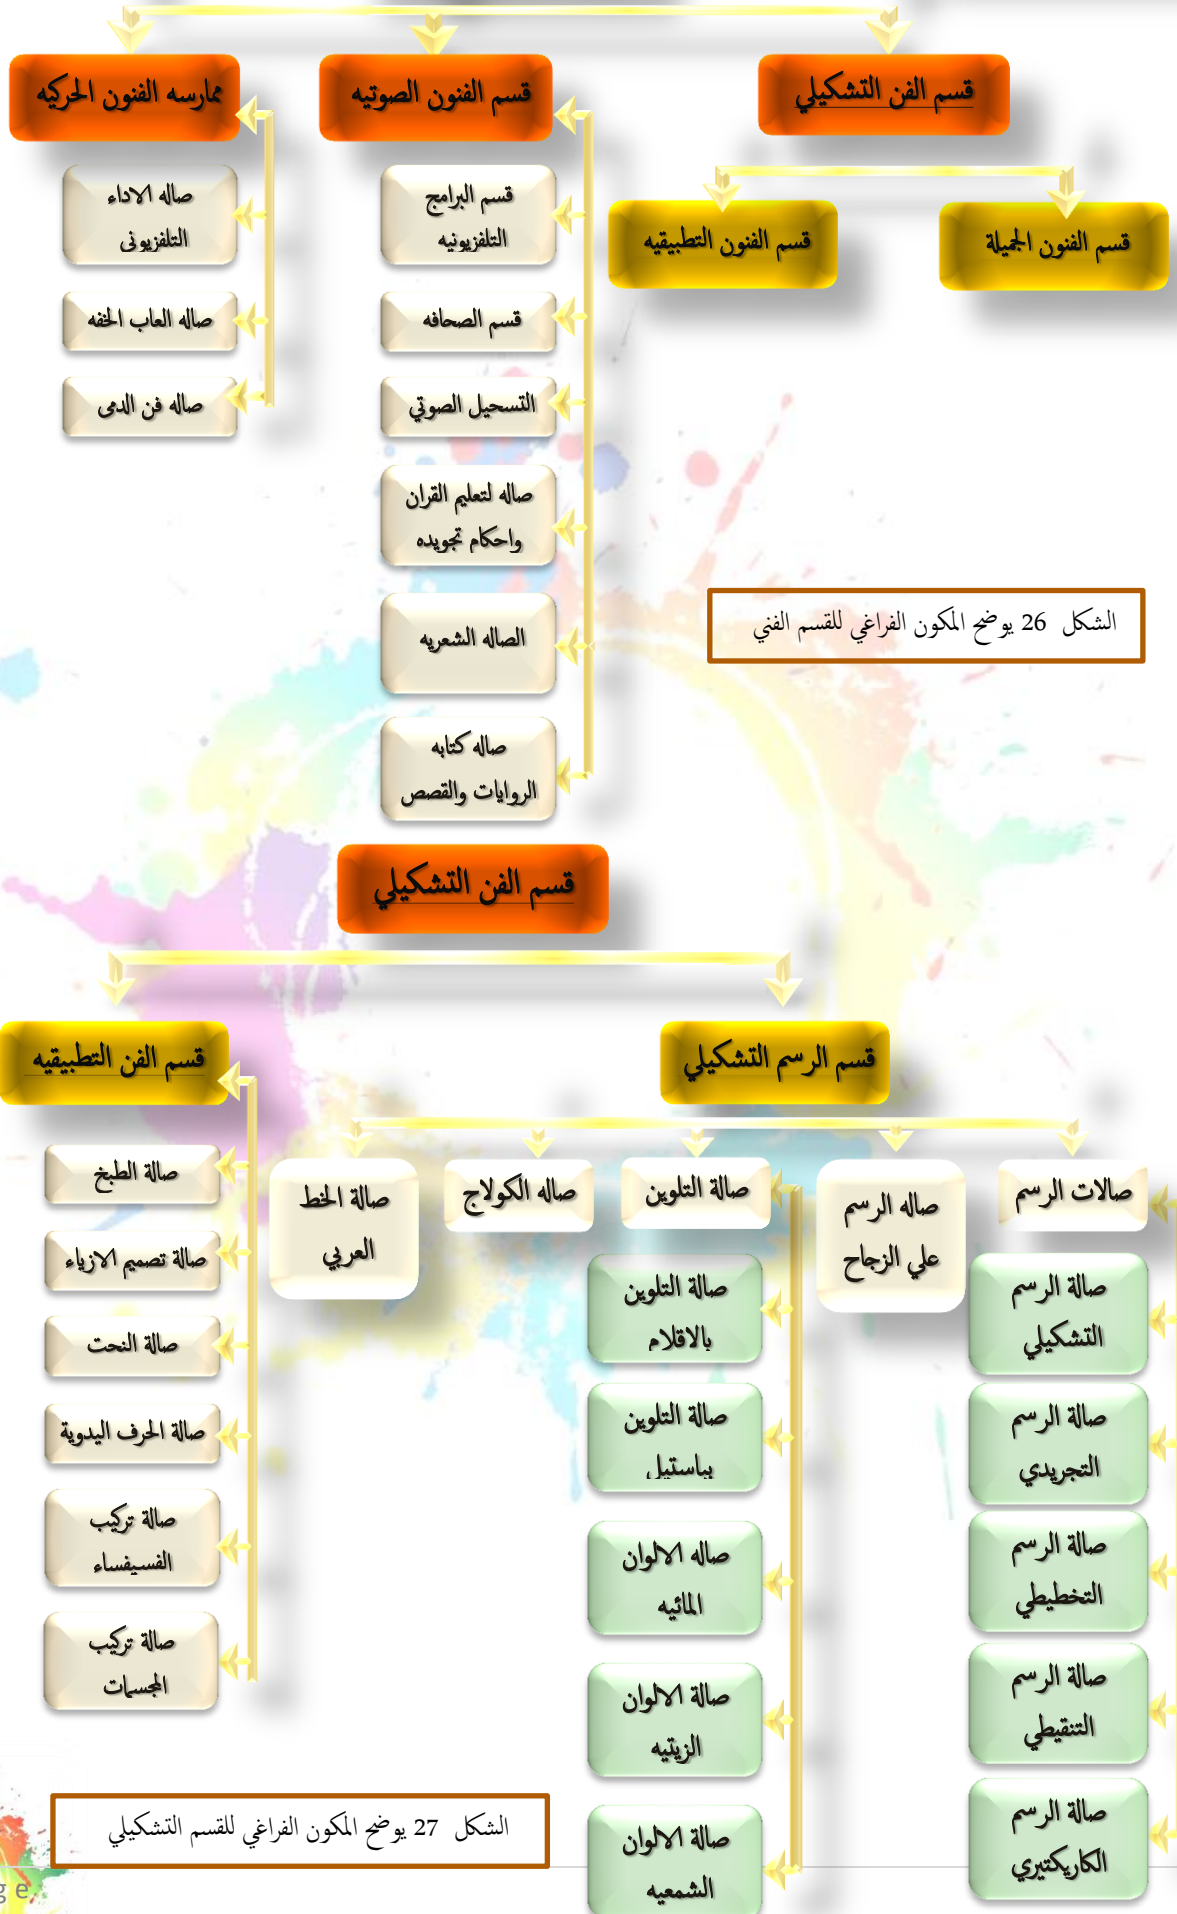 قسم الفن التشكيلي
قسم الفنون الصوتيه
ممارسه الفنون الحركيه
قسم الفنون الجميلة
قسم الفنون التطبيقيه
قسم البرامج
التلفزيونيه
قسم الصحافه
التسحيل الصوتي
صاله لتعليم القران
واحكام تجويده
الصاله الشعريه
صاله كتابه
الروايات والقصص
صاله الاداء
التلفزيونى
صاله العاب الخفه
صاله فن الدمى
الشكل 26 يوضح المكون الفراغي للقسم الفني
قسم الفن التشكيلي
قسم الرسم التشكيلي
قسم الفن التطبيقيه
صالات الرسم
صاله الرسم
علي الزجاح
صالة التلوين
صاله الكولاج
صالة الخط
العربي
صالة الرسم
التشكيلي
صالة الرسم
التجريدي
صالة الرسم
التخطيطي
صالة الرسم
التنقيطي
صالة الرسم
الكاريكتيري
صالة التلوين
بالاقلام
صالة التلوين
بباستيل
صاله الالوان
المائيه
صالة الالوان
الزيتيه
صالة الالوان
الشمعيه
صالة الطبخ
صالة تصميم الازياء
صالة النحت
صالة الحرف اليدوية
صالة تركيب
الفسيفساء
صالة تركيب
المجسمات
الشكل 27 يوضح المكون الفراغي للقسم التشكيلي
g e